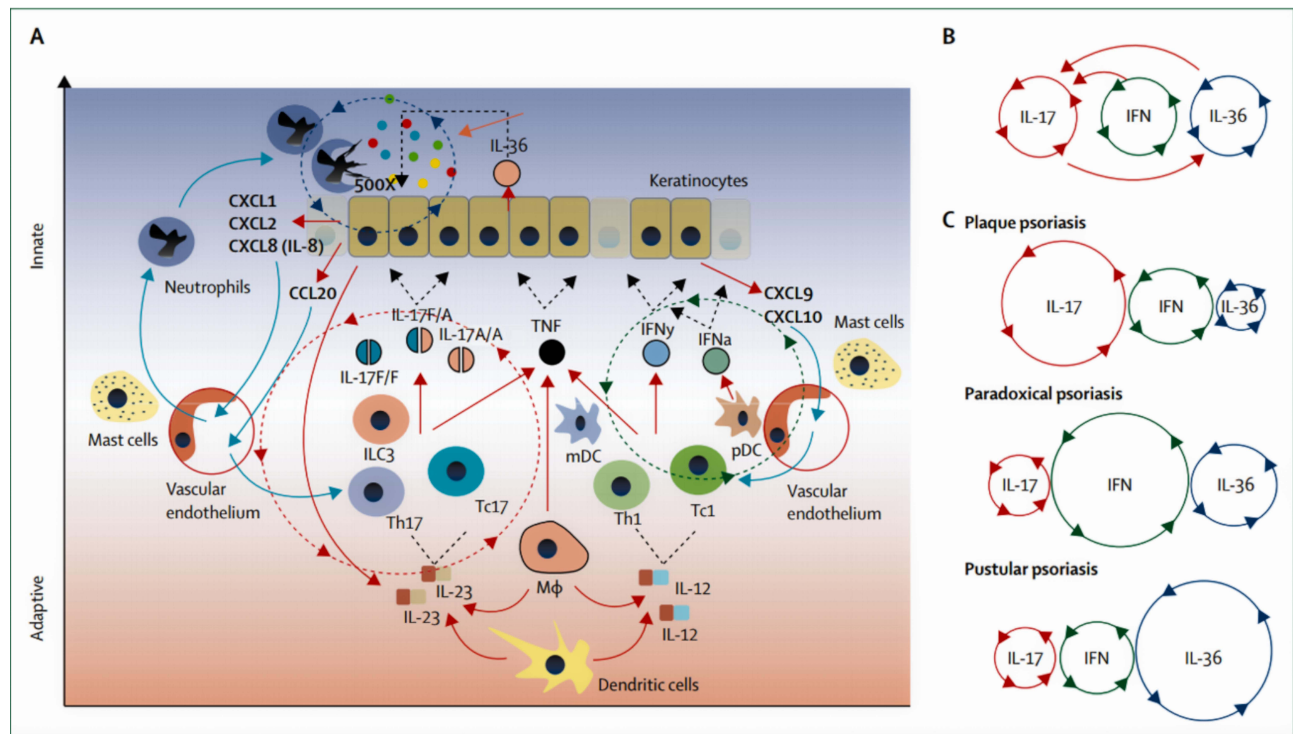 A
Innate
Adaptive
500X
IL-36
Keratinocytes
CXCL1
CXCL2
CXCL8 (IL-8)
Neutrophils
CCL20
CXCL9
CXCL10
Mast cells
IL-17F/A
IL-17A/A
IL-17F/F
TNF
IFNy
IFNa
Mast cells
ILC3
mDC
pDC
Vascular
endothelium
Th17
Tc17
Th1
Tc1
Vascular
endothelium
IL-23
IL-23
Mφ
IL-12
IL-12
Dendritic cells
B
IL-17
IFN
IL-36
C
Plaque psoriasis
IL-17
IFN
IL-36
Paradoxical psoriasis
IL-17
IFN
IL-36
Pustular psoriasis
IL-17
IFN
IL-36